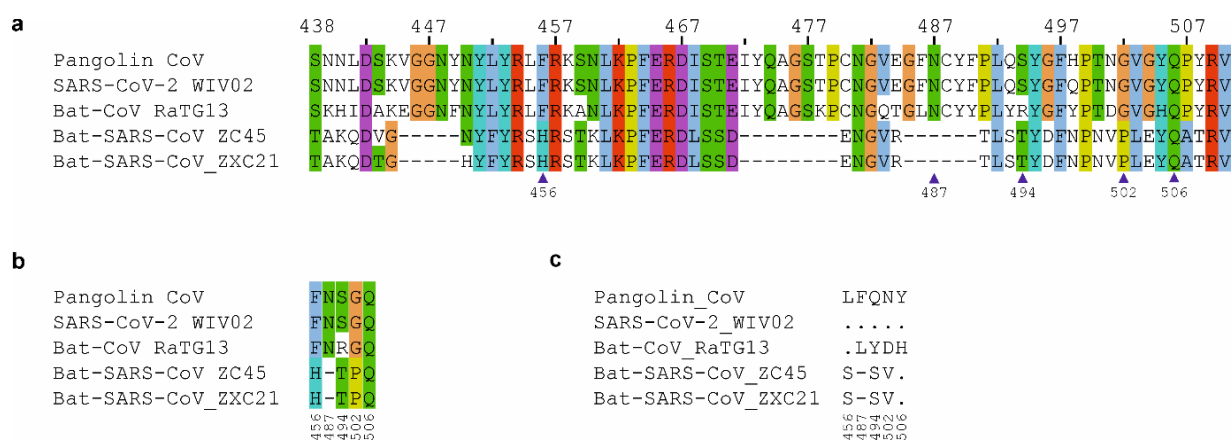 a
438 447 457 467 477 487 497 507
Pangolin CoV SNNLDSKVGGNYNYLYRLFRKSNLKPFERDISTEIYQAGSTPCNGVEGFNCYFPLQSYGFHPTNGVGYQPYRV
SARS-CoV-2 WIV02 SNNLDSKVGGNYNYLYRLFRKSNLKPFERDISTEIYQAGSTPCNGVEGFNCYFPLQSYGFQPTNGVGYQPYRV
Bat-CoV RaTG13 SKHIDAKEGGNFNYLYRLFRKANLKPFERDISTEIYQAGSKPCNGQTGLNCYYPLYRYGFYPTDGVGHQPYRV
Bat-SARS-CoV ZC45 TAKQDVG-----NYFYRSHRSTKLKPFERDLSSD--------ENGVR------TLSTYDFNPNVPLEYQATRV
Bat-SARS-CoV_ZXC21 TAKQDTG-----HYFYRSHRSTKLKPFERDLSSD--------ENGVR------TLSTYDFNPNVPLEYQATRV
456 487 494 502 506
b
Pangolin CoV FNSGQ
SARS-CoV-2 WIV02 FNSGQ
Bat-CoV RaTG13 FNRGQ
Bat-SARS-CoV ZC45 H-TPQ
Bat-SARS-CoV_ZXC21 H-TPQ
456 487 494 502 506
c
Pangolin_CoV LFQNY
SARS-CoV-2_WIV02 .....
Bat-CoV_RaTG13 .LYDH
Bat-SARS-CoV_ZC45 S-SV.
Bat-SARS-CoV_ZXC21 S-SV.
456 487 494 502 506